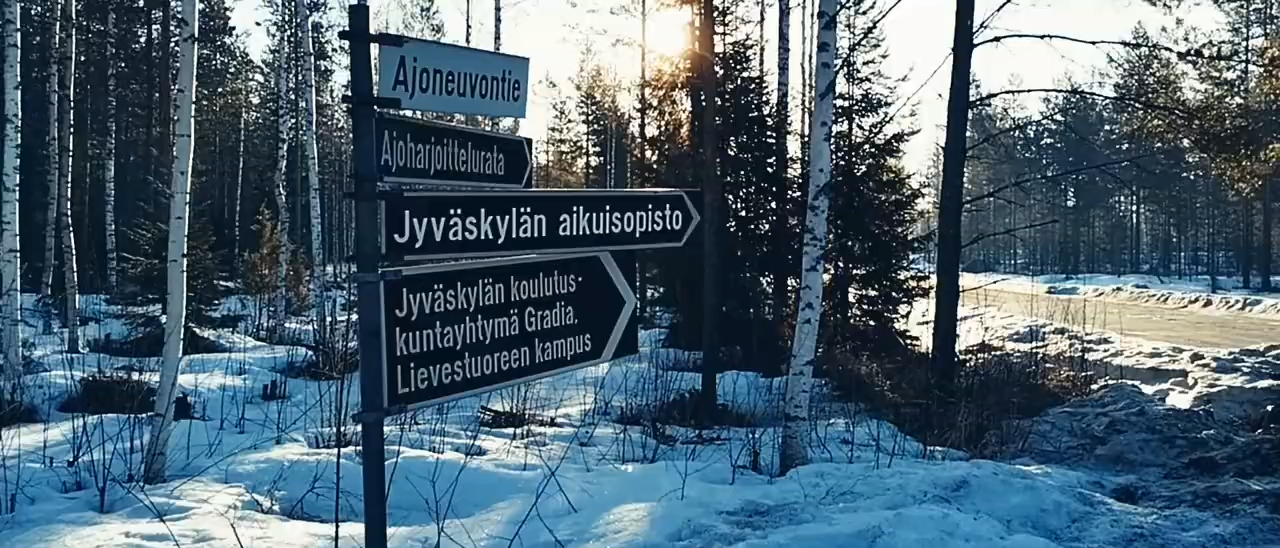 Ajoneuvontie
Ajoharjoittelurata
Jyväskylän aikuisopisto
Jyväskylän koulutus-
kuntayhtymä Gradia,
Lievestuoreen kampus